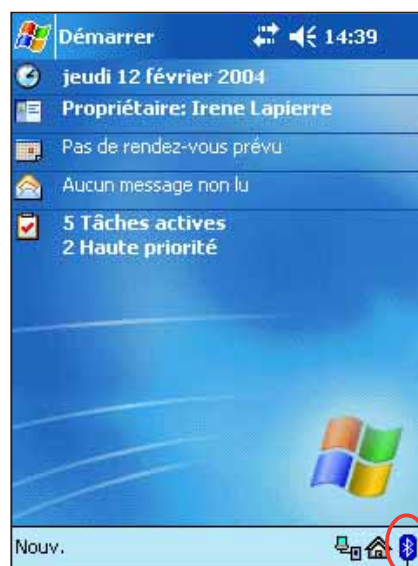 Démarrer 14:39
jeudi 12 février 2004
Propriétaire: Irene Lapierre
Pas de rendez-vous prévu
Aucun message non lu
5 Tâches actives
2 Haute priorité
Nouv.